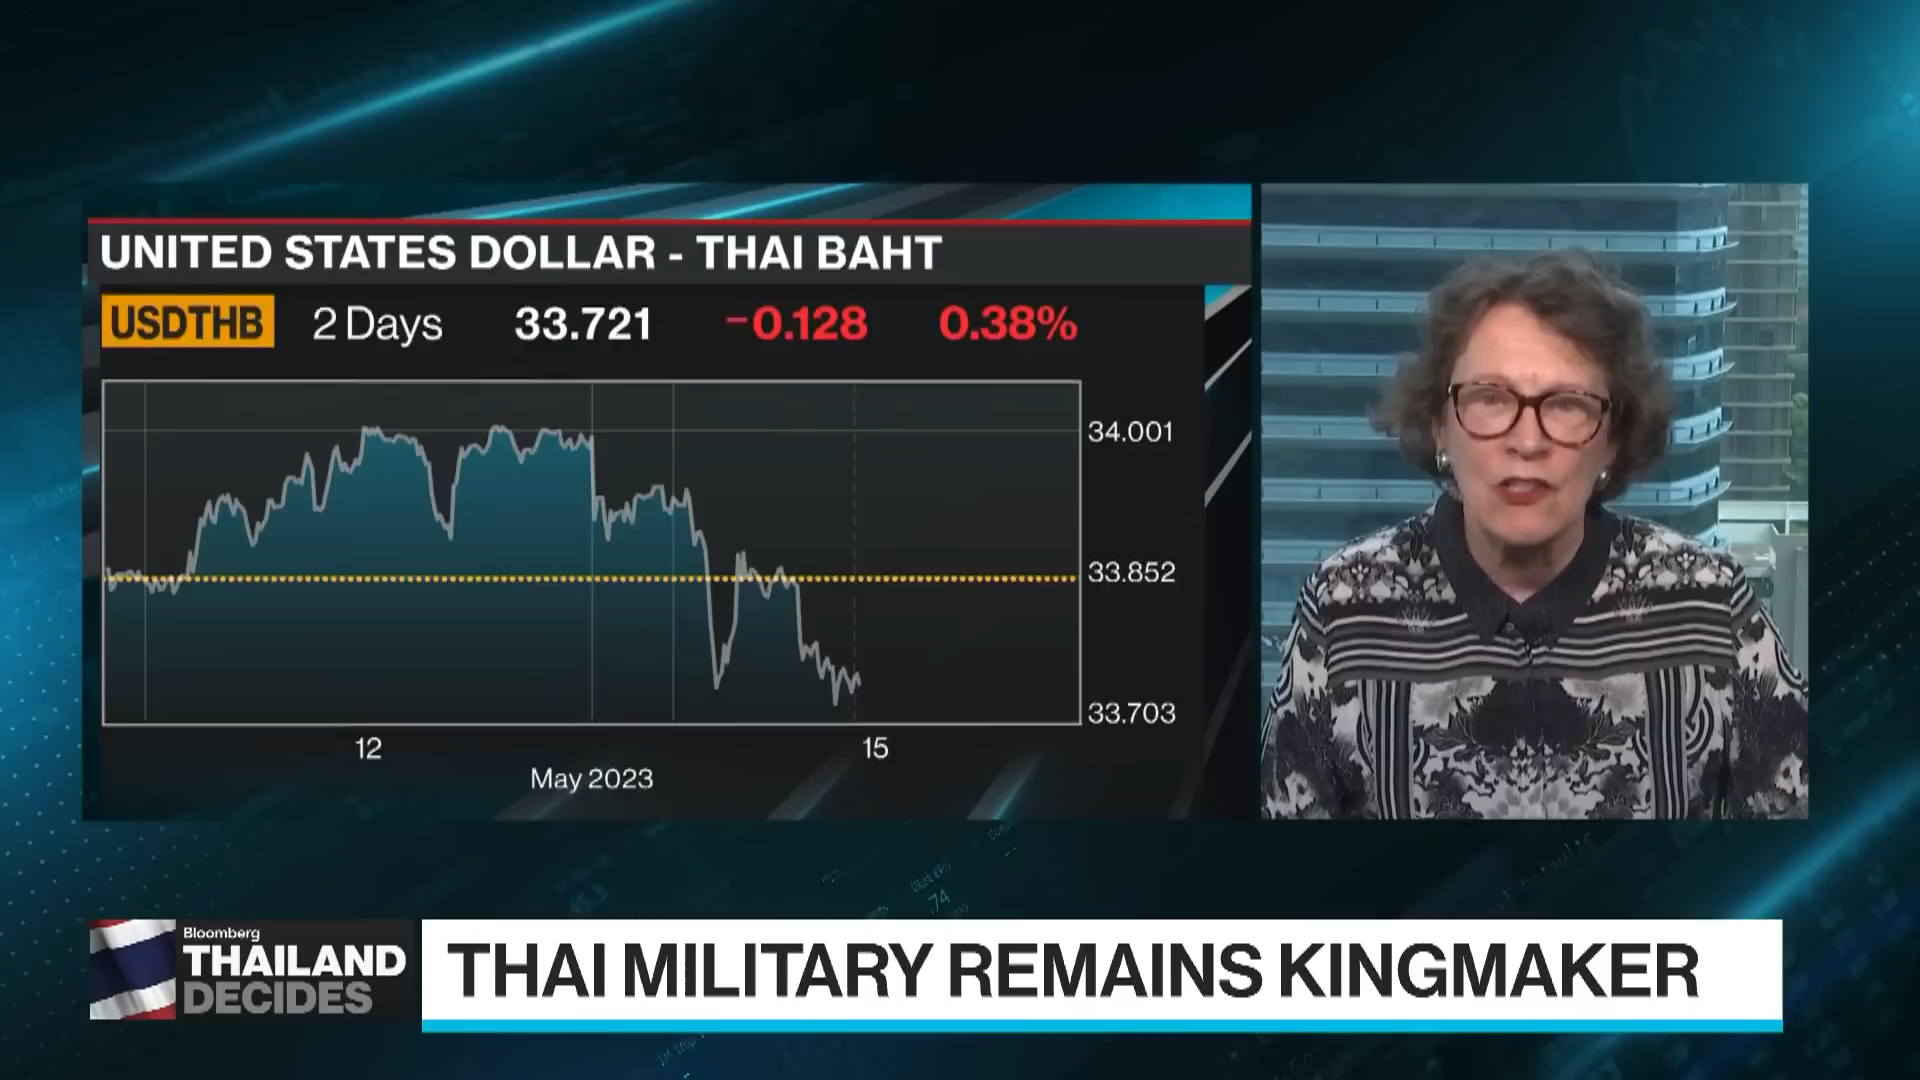 UNITED STATES DOLLAR - THAI BAHT
USDTHB 2 Days 33.721 -0.128 0.38%
34.001
33.852
33.703
12 15
May 2023
Bloomberg
THAILAND
DECIDES
THAI MILITARY REMAINS KINGMAKER
74